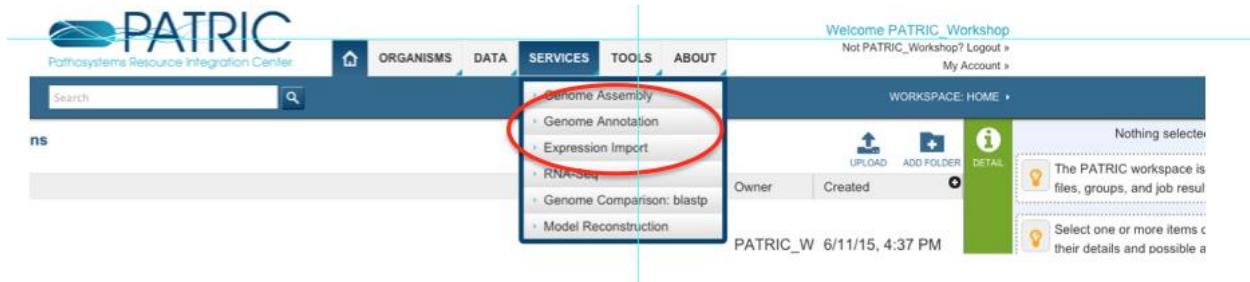 PATRIC
Pathosystems Resource Integration Center
Welcome PATRIC_Workshop
Not PATRIC_Workshop? Logout »
My Account »
ORGANISMS DATA SERVICES TOOLS ABOUT
Search
WORKSPACE: HOME
Genome Assembly
Genome Annotation
Expression Import
RNA-Seq
Genome Comparison: blastp
Model Reconstruction
ns
UPLOAD ADD FOLDER DETAIL
Owner Created
PATRIC_W 6/11/15, 4:37 PM
Nothing selecte
The PATRIC workspace is
files, groups, and job resul
Select one or more items
their details and possible a